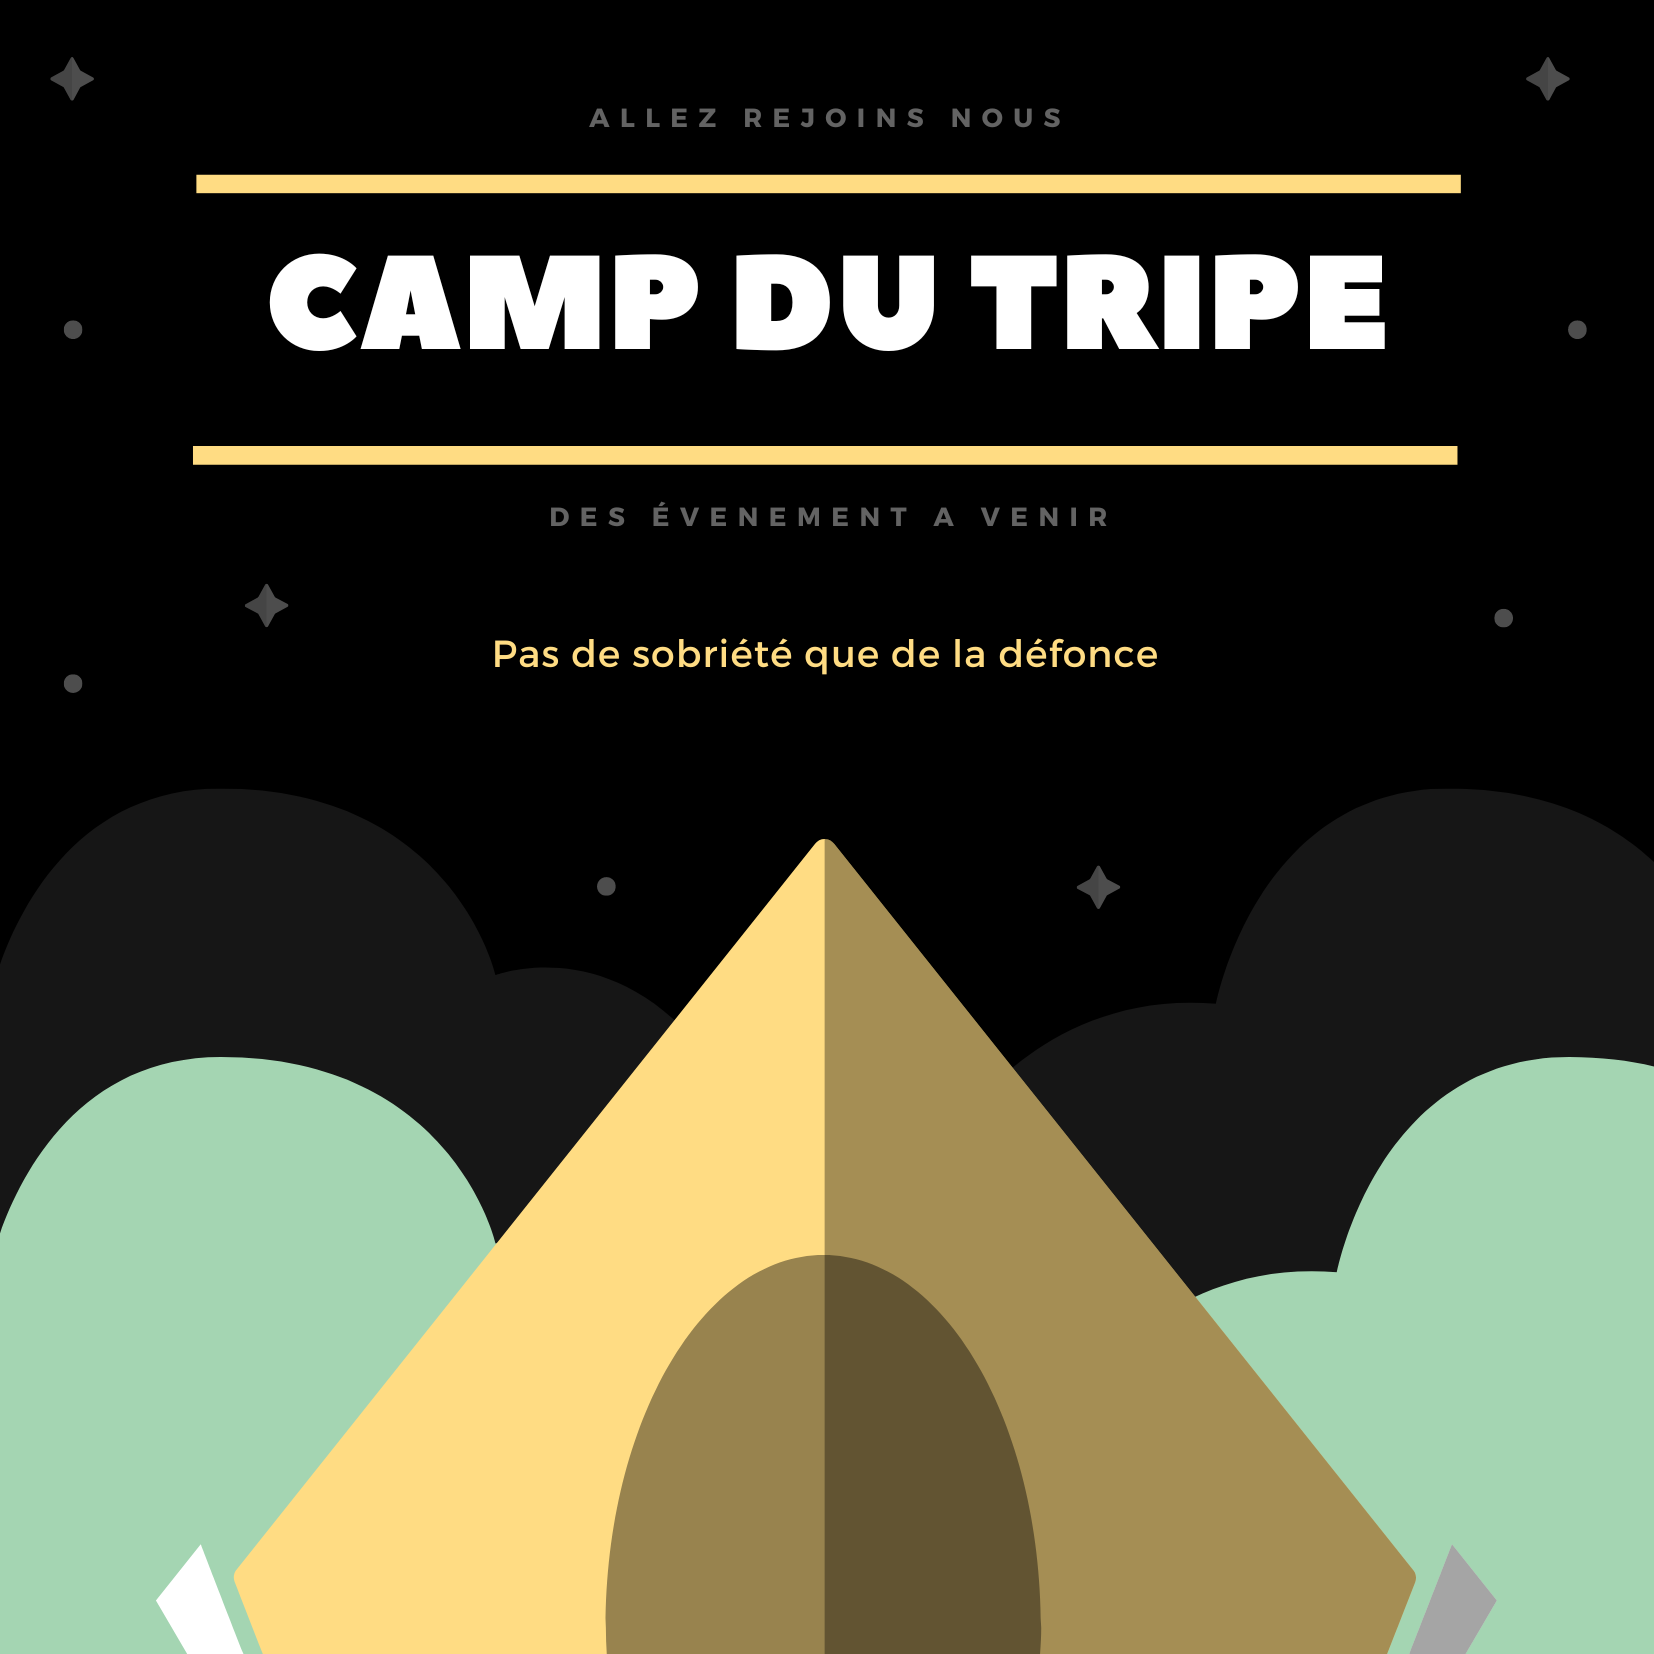 ALLEZ REJOINS NOUS
CAMP DU TRIPE
DES ÉVENEMENT A VENIR
Pas de sobriété que de la défonce